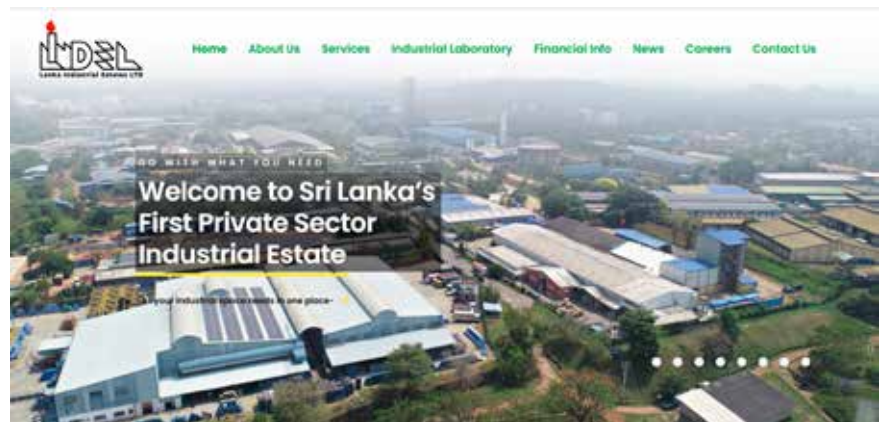 LINDEL
Lanka Industrial Estates LTD
Home About Us Services Industrial Laboratory Financial Info News Careers Contact Us
GO WITH WHAT YOU NEED
Welcome to Sri Lanka's
First Private Sector
Industrial Estate
your industrial space needs in one place-